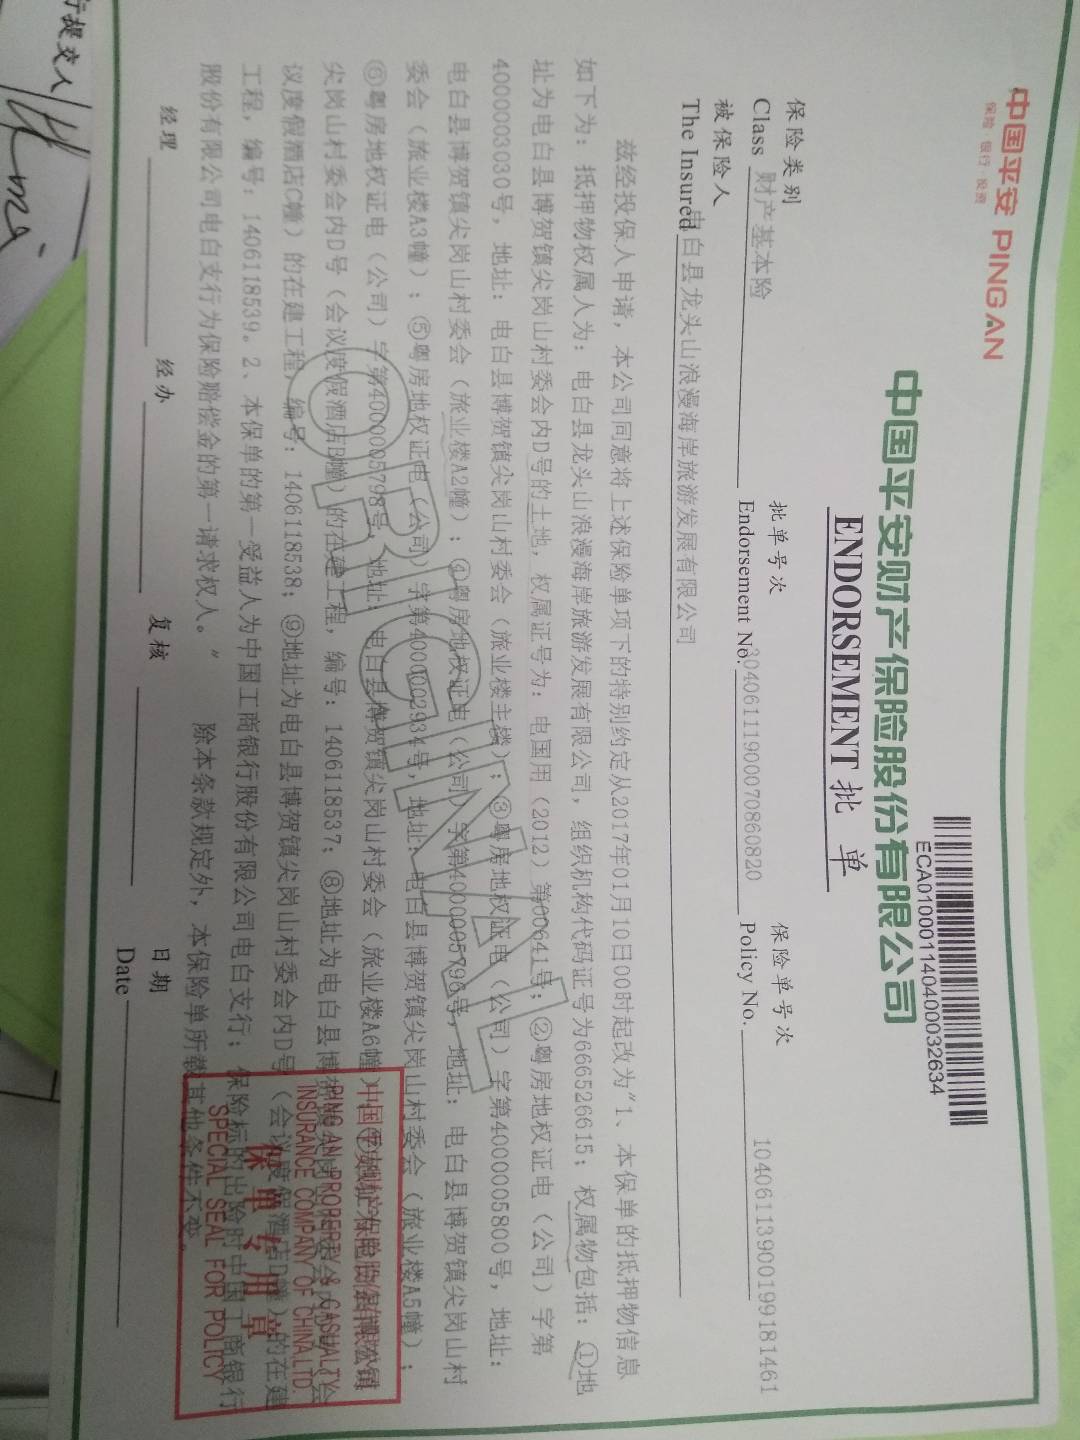 行提交人
中国平安 PING AN
保险·银行·投资
ECA0100011404000032634
中国平安财产保险股份有限公司
ENDORSEMENT 批 单
保险类别 批单号次 保险单号次
Class 财产基本险 Endorsement No. 30406111900070860820 Policy No. 10406113900199181461
被保险人
The Insured 电白县龙头山浪漫海岸旅游发展有限公司
兹经投保人申请，本公司同意将上述保险单项下的特别约定从2017年01月10日00时起改为“1、本保单的抵押物信息
如下为：抵押物权属人为：电白县龙头山浪漫海岸旅游发展有限公司，组织机构代码证号为666526615；权属物包括：①地
址为电白县博贺镇尖岗山村委会内D号的土地，权属证号为：电国用（2012）第00641号；②粤房地权证电（公司）字第
4000003030号，地址：电白县博贺镇尖岗山村委会（旅业楼主楼）；③粤房地权证电（公司）字第400005800号，地址：
电白县博贺镇尖岗山村委会（旅业楼A2幢）；④粤房地权证电（公司）字第4000005796号，地址：电白县博贺镇尖岗山村
委会（旅业楼A3幢）；⑤粤房地权证电（公司）字第4000002934号，地址：电白县博贺镇尖岗山村委会（旅业楼A5幢）；
⑥粤房地权证电（公司）字第4000005798号，地址：电白县博贺镇尖岗山村委会（旅业楼A6幢）；⑦地址为电白县博贺镇
尖岗山村委会内D号（会议度假酒店B幢）的在建工程，编号：1406118537；⑧地址为电白县博贺镇尖岗山村委会内D号（会
议度假酒店C幢）的在建工程，编号：1406118538；⑨地址为电白县博贺镇尖岗山村委会内D号（会议度假酒店D幢）的在建
工程，编号：1406118539。2、本保单的第一受益人为中国工商银行股份有限公司电白支行；保险标的出险时由国工商银行
股份有限公司电白支行为保险赔偿金的第一请求权人。” 除本条款规定外，本保险单所载其他条件不变。
ORIGINAL
中国平安财产保险股份有限公司
PING AN PROPERTY & CASUALTY
INSURANCE COMPANY OF CHINA,LTD.
保单专用章
SPECIAL SEAL FOR POLICY
经理 经办 复核 日期
Date